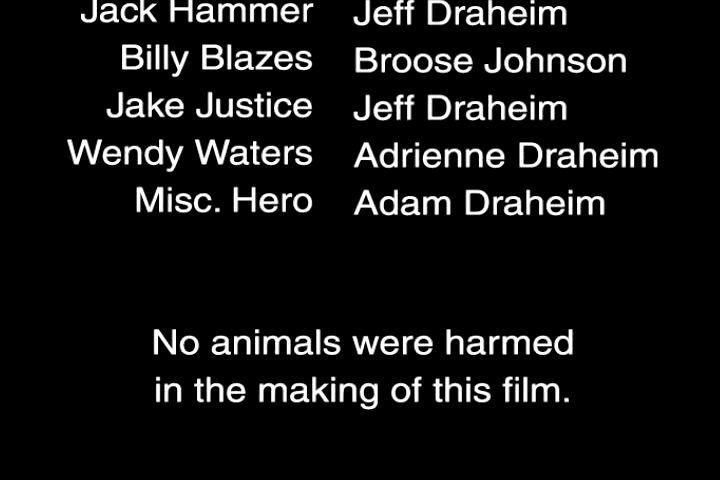 Jack Hammer Jeff Draheim
Billy Blazes Broose Johnson
Jake Justice Jeff Draheim
Wendy Waters Adrienne Draheim
Misc. Hero Adam Draheim
No animals were harmed
in the making of this film.